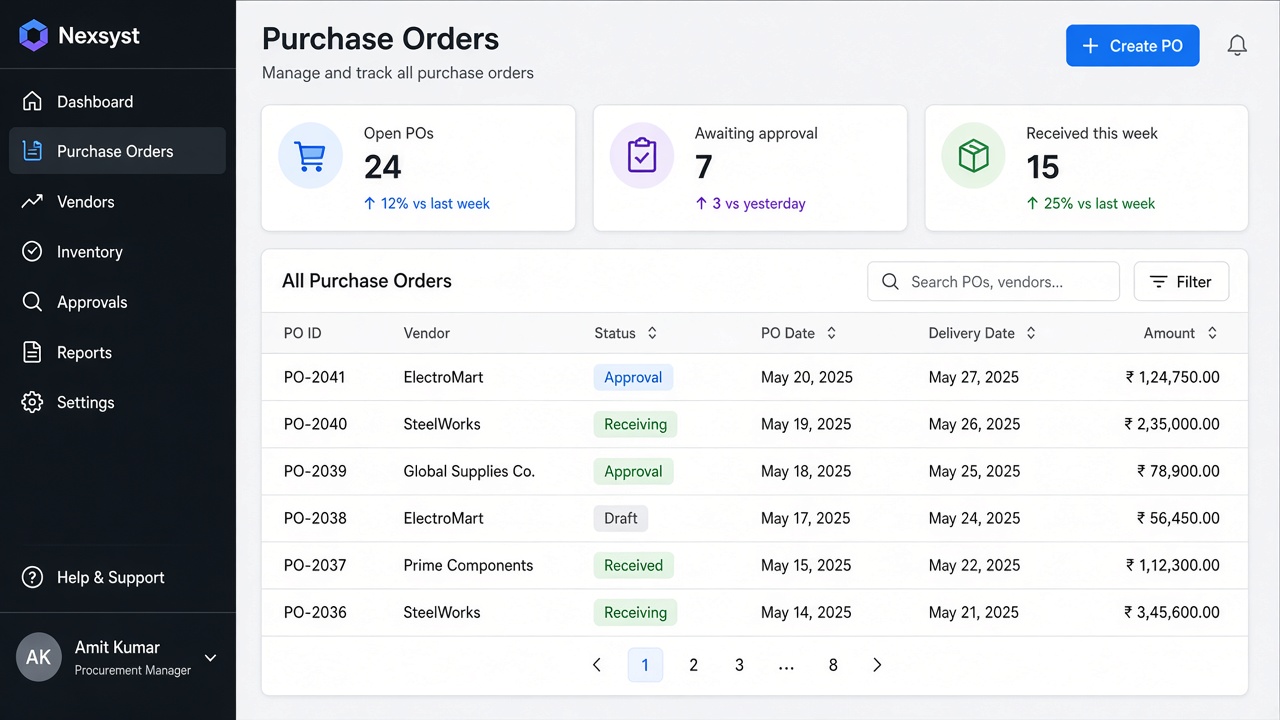 Nexsyst
Dashboard
Purchase Orders
Vendors
Inventory
Approvals
Reports
Settings
Help & Support
AK
Amit Kumar
Procurement Manager
Purchase Orders
Manage and track all purchase orders
+ Create PO
Open POs
24
↑ 12% vs last week
Awaiting approval
7
↑ 3 vs yesterday
Received this week
15
↑ 25% vs last week
All Purchase Orders
Search POs, vendors...
Filter
PO ID Vendor Status PO Date Delivery Date Amount
PO-2041 ElectroMart Approval May 20, 2025 May 27, 2025 ₹ 1,24,750.00
PO-2040 SteelWorks Receiving May 19, 2025 May 26, 2025 ₹ 2,35,000.00
PO-2039 Global Supplies Co. Approval May 18, 2025 May 25, 2025 ₹ 78,900.00
PO-2038 ElectroMart Draft May 17, 2025 May 24, 2025 ₹ 56,450.00
PO-2037 Prime Components Received May 15, 2025 May 22, 2025 ₹ 1,12,300.00
PO-2036 SteelWorks Receiving May 14, 2025 May 21, 2025 ₹ 3,45,600.00
1 2 3 ... 8